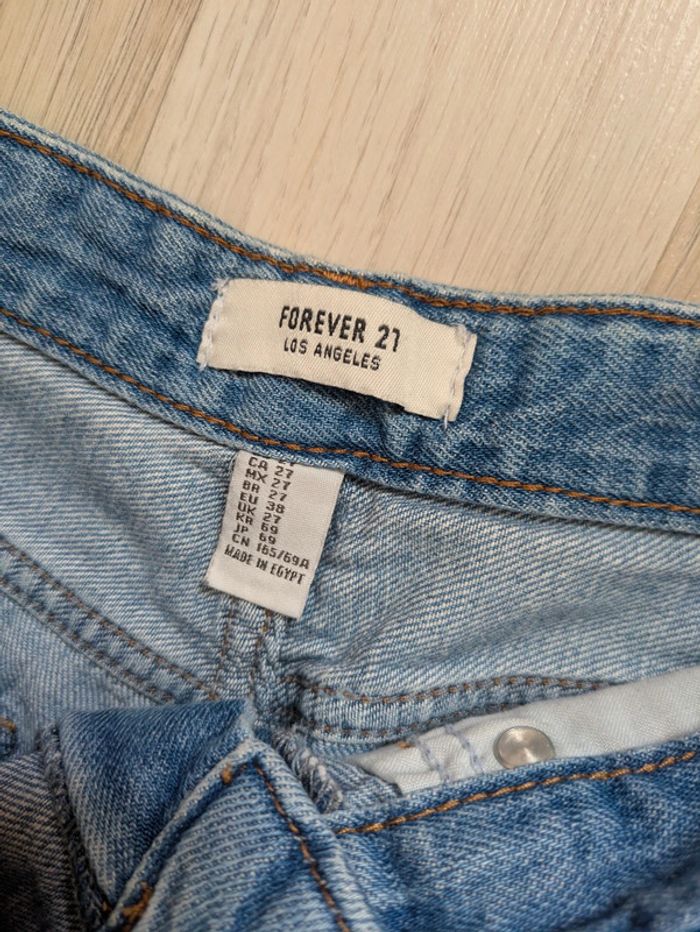 FOREVER 21
LOS ANGELES
CA 27
MX 27
BR 27
EU 38
UK 27
KR 69
JP 69
CN 165/69A
MADE IN EGYPT